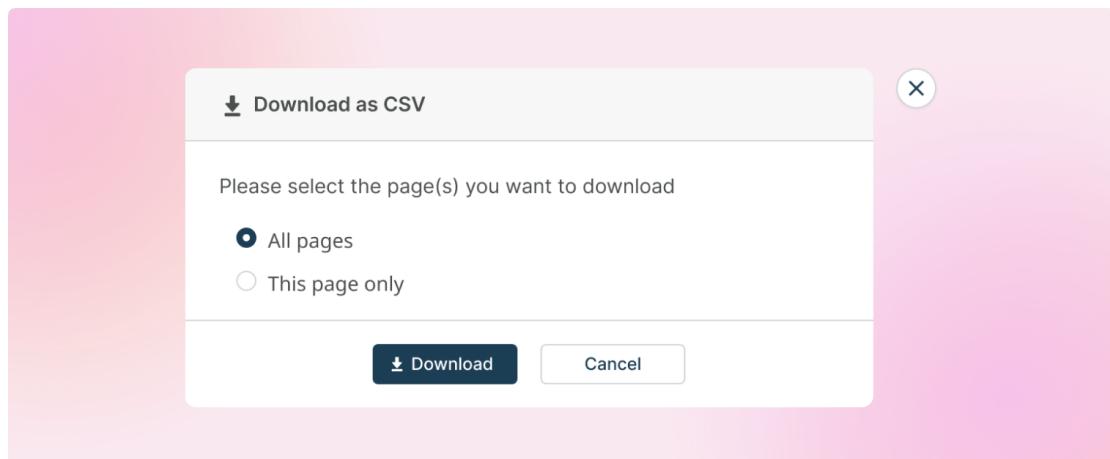 Download as CSV
Please select the page(s) you want to download
All pages
This page only
Download
Cancel